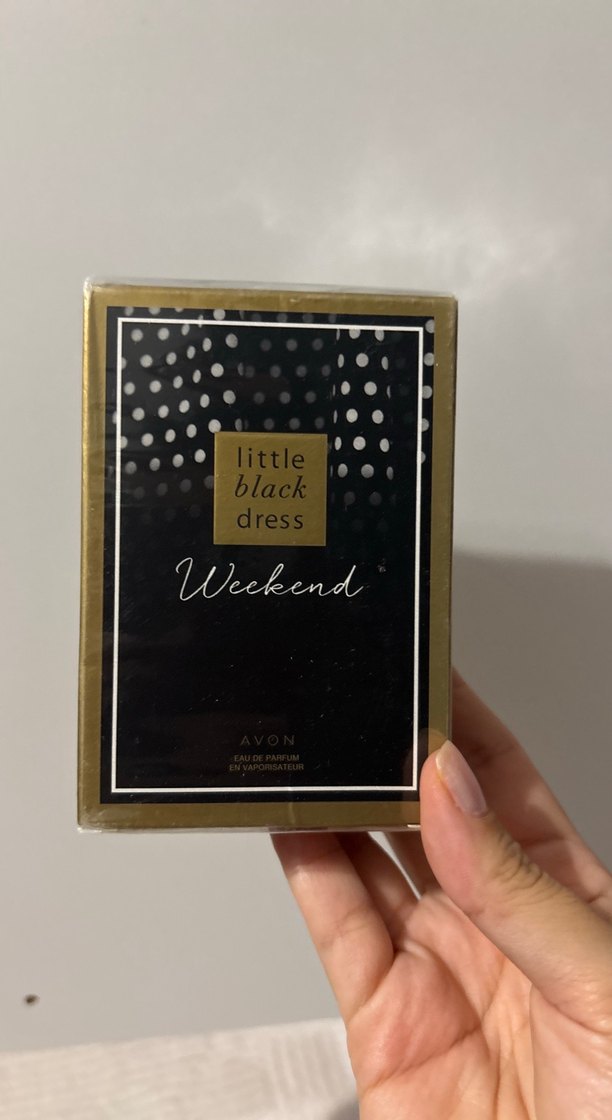 little
black
dress
Weekend
AVON
EAU DE PARFUM
EN VAPORISATEUR